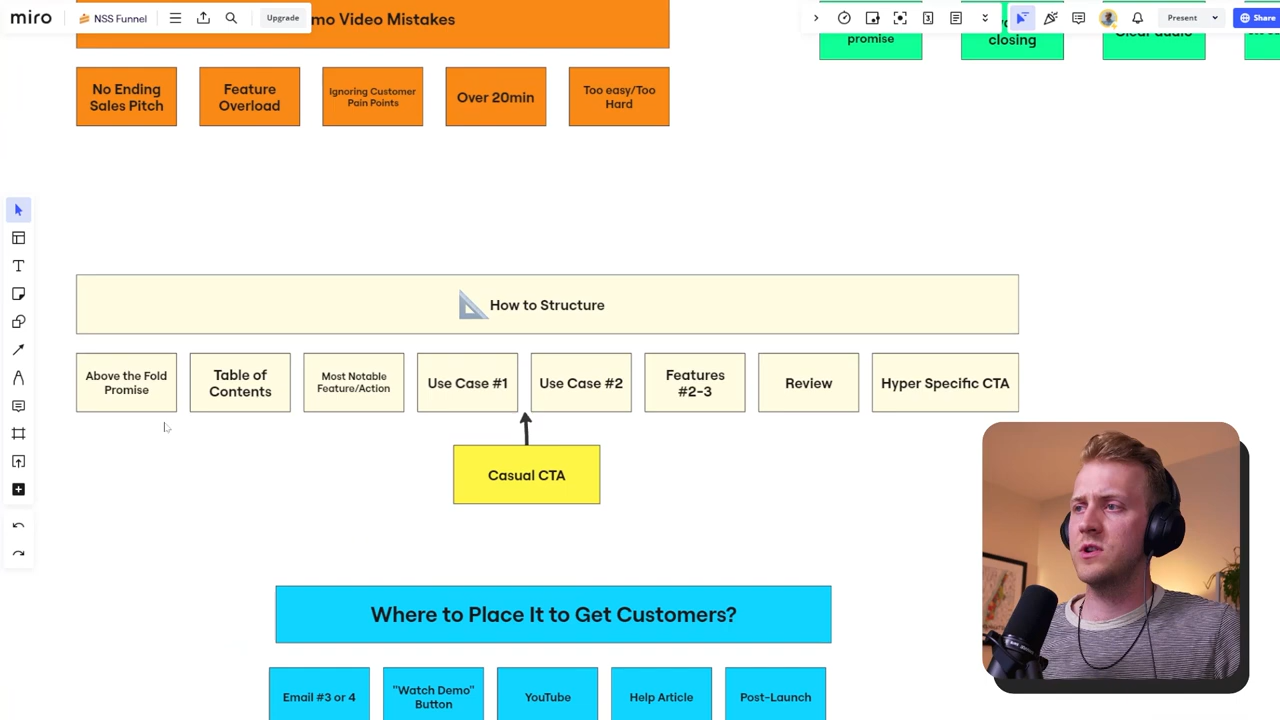 miro
NSS Funnel
Upgrade
mo Video Mistakes
3
Present
Share
promise
closing
Clear audio
No Ending
Sales Pitch
Feature
Overload
Ignoring Customer
Pain Points
Over 20min
Too easy/Too
Hard
How to Structure
Above the Fold
Promise
Table of
Contents
Most Notable
Feature/Action
Use Case #1
Use Case #2
Features
#2-3
Review
Hyper Specific CTA
Casual CTA
Where to Place It to Get Customers?
Email #3 or 4
"Watch Demo"
Button
YouTube
Help Article
Post-Launch